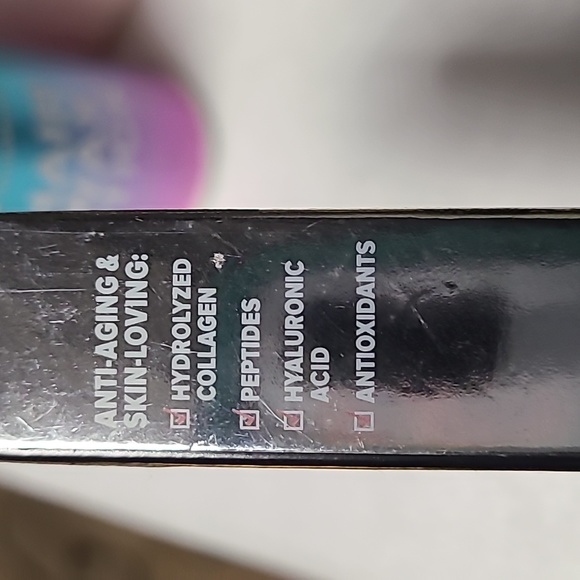 ANTI-AGING &
SKIN-LOVING:
HYDROLYZED
COLLAGEN
PEPTIDES
HYALURONIC
ACID
ANTIOXIDANTS